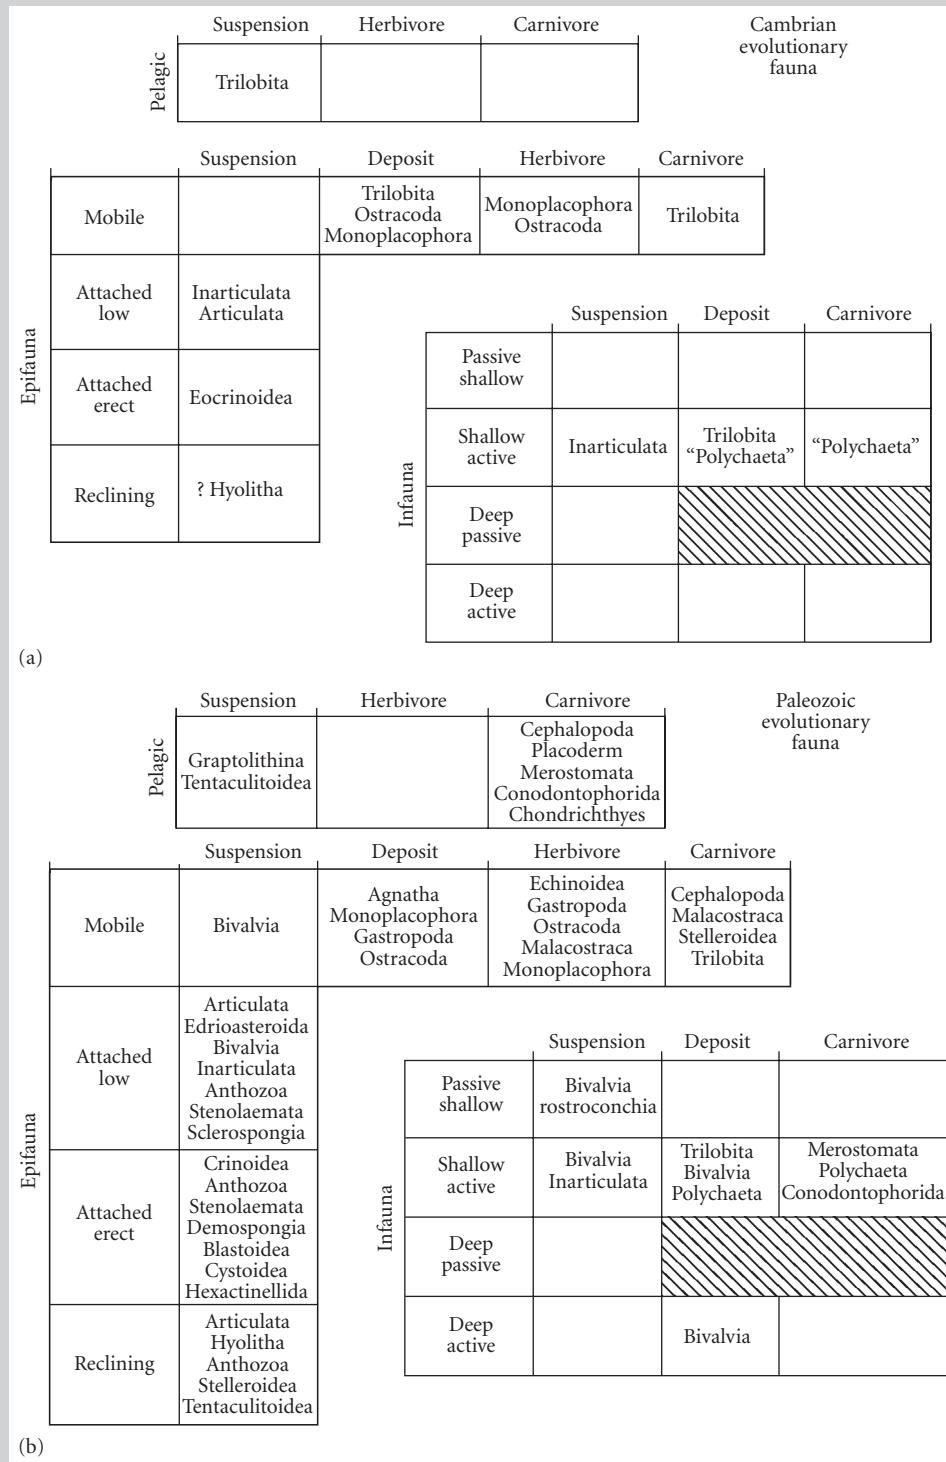 Suspension Herbivore Carnivore
Cambrian
evolutionary
fauna
Pelagic
Trilobita
Suspension Deposit Herbivore Carnivore
Epifauna
Mobile
Trilobita
Ostracoda
Monoplacophora
Monoplacophora
Ostracoda
Trilobita
Attached
low
Inarticulata
Articulata
Attached
erect
Eocrinoidea
Reclining
? Hyolitha
Suspension Deposit Carnivore
Infauna
Passive
shallow
Shallow
active
Inarticulata
Trilobita
“Polychaeta”
“Polychaeta”
Deep
passive
Deep
active
(a)
Suspension Herbivore Carnivore
Paleozoic
evolutionary
fauna
Pelagic
Graptolithina
Tentaculitoidea
Cephalopoda
Placoderm
Merostomata
Conodontophorida
Chondrichthyes
Suspension Deposit Herbivore Carnivore
Epifauna
Mobile
Bivalvia
Agnatha
Monoplacophora
Gastropoda
Ostracoda
Echinoidea
Gastropoda
Ostracoda
Malacostraca
Monoplacophora
Cephalopoda
Malacostraca
Stelleroidea
Trilobita
Attached
low
Articulata
Edrioasteroida
Bivalvia
Inarticulata
Anthozoa
Stenolaemata
Sclerospongia
Attached
erect
Crinoidea
Anthozoa
Stenolaemata
Demospongia
Blastoidea
Cystoidea
Hexactinellida
Reclining
Articulata
Hyolitha
Anthozoa
Stelleroidea
Tentaculitoidea
Suspension Deposit Carnivore
Infauna
Passive
shallow
Bivalvia
rostroconchia
Shallow
active
Bivalvia
Inarticulata
Trilobita
Bivalvia
Polychaeta
Merostomata
Polychaeta
Conodontophorida
Deep
passive
Deep
active
Bivalvia
(b)